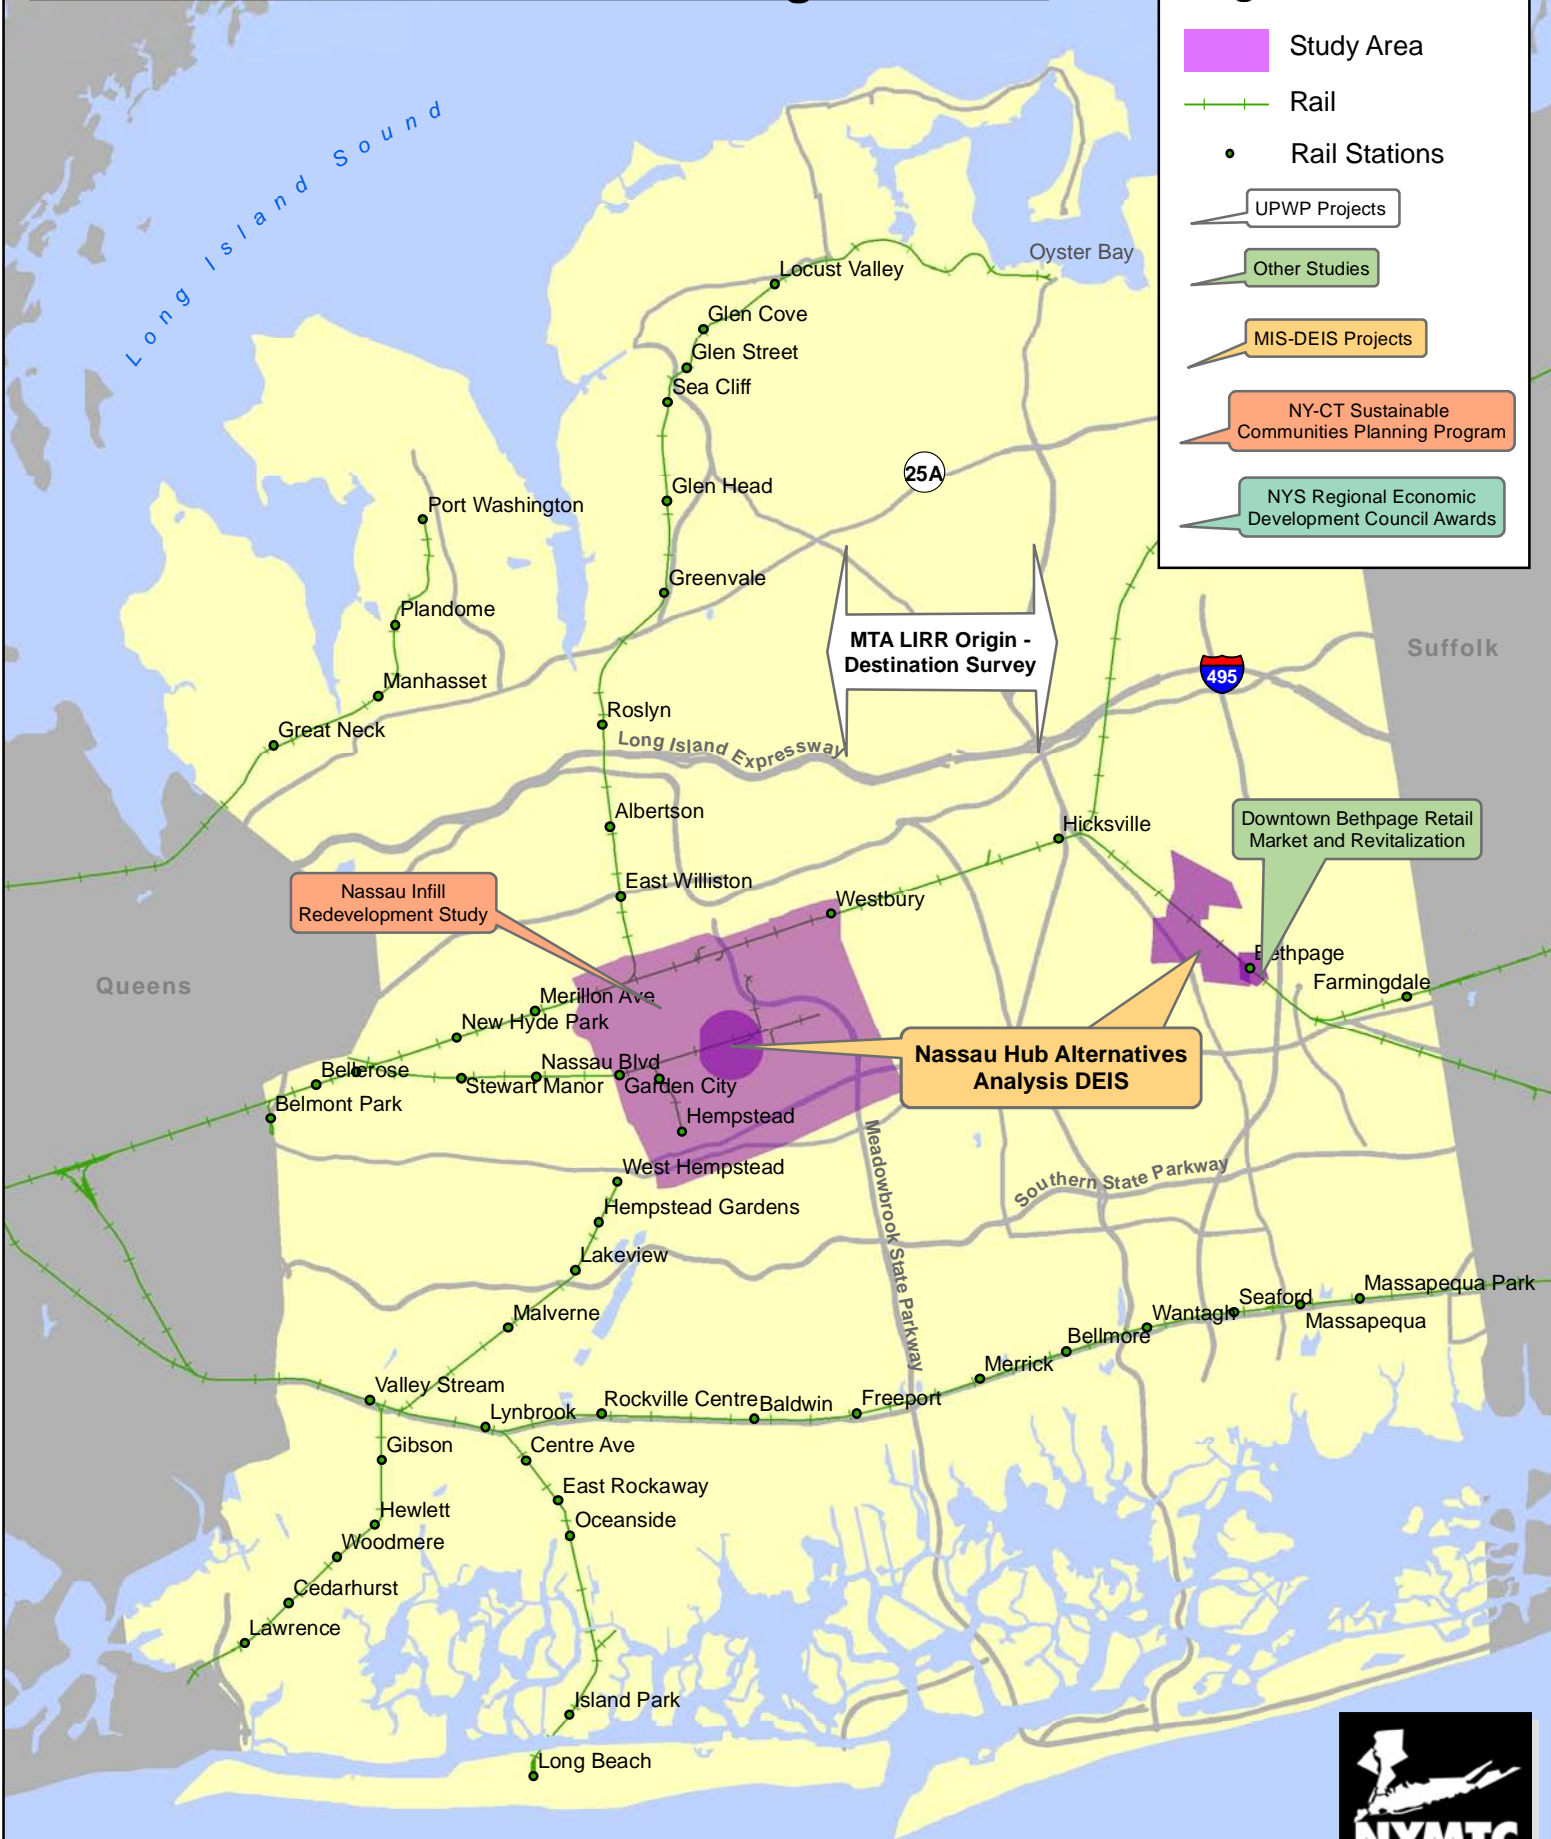 Study Area
Rail
Rail Stations
UPWP Projects
Other Studies
MIS-DEIS Projects
NY-CT Sustainable
Communities Planning Program
NYS Regional Economic
Development Council Awards
Long Island Sound
Oyster Bay
Locust Valley
Glen Cove
Glen Street
Sea Cliff
25A
Glen Head
Port Washington
Greenvale
Plandome
MTA LIRR Origin -
Destination Survey
Suffolk
495
Manhasset
Roslyn
Great Neck
Long Island Expressway
Albertson
Hicksville
Downtown Bethpage Retail
Market and Revitalization
East Williston
Nassau Infill
Redevelopment Study
Westbury
Bethpage
Queens
Farmingdale
Merillon Ave
New Hyde Park
Nassau Blvd
Bellerose
Stewart Manor
Garden City
Nassau Hub Alternatives
Analysis DEIS
Belmont Park
Hempstead
Meadowbrook State Parkway
West Hempstead
Southern State Parkway
Hempstead Gardens
Lakeview
Malverne
Massapequa Park
Seaford
Wantagh
Massapequa
Bellmore
Merrick
Valley Stream
Rockville Centre
Baldwin
Freeport
Lynbrook
Gibson
Centre Ave
East Rockaway
Hewlett
Oceanside
Woodmere
Cedarhurst
Lawrence
Island Park
Long Beach
NYMTC